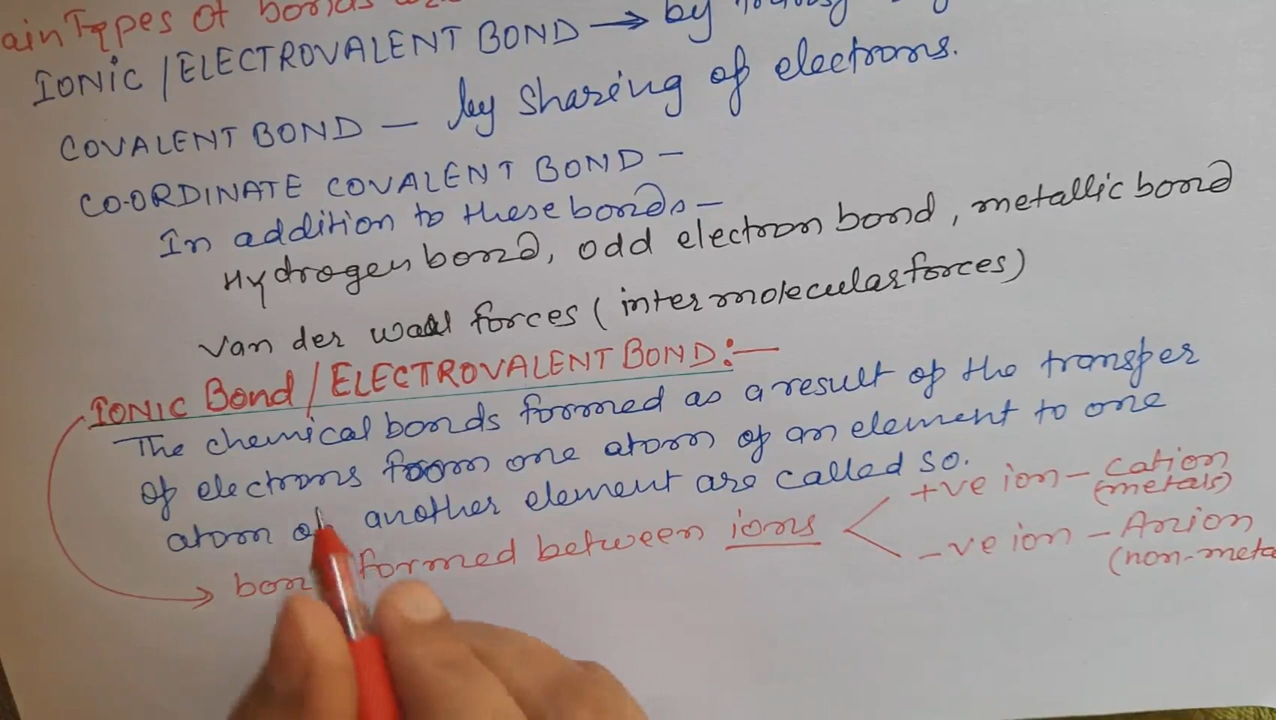 ain Types of bonds
IONIC / ELECTROVALENT BOND → by
COVALENT BOND – by sharing of electrons.
CO-ORDINATE COVALENT BOND –
In addition to these bonds –
Hydrogen bond, odd electron bond, metallic bond
Van der waal forces (intermolecular forces)
IONIC Bond / ELECTROVALENT BOND :—
The chemical bonds formed as a result of the transfer
of electrons from one atom of an element to one
atom of another element are called so.
→ bond formed between ions < +ve ion – cation (metals)
–ve ion – Anion (non-meta